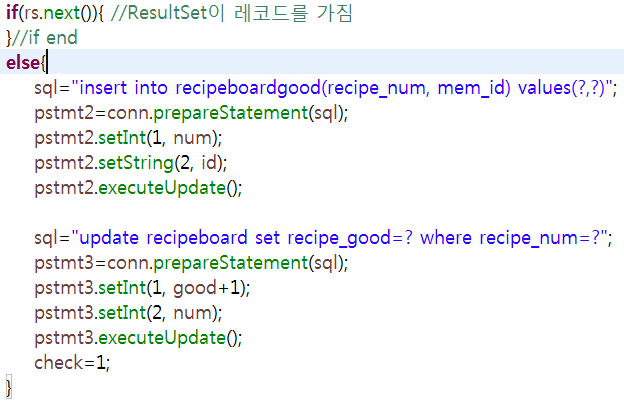 if(rs.next()){ //ResultSet이 레코드를 가짐
}//if end
else{
sql="insert into recipeboardgood(recipe_num, mem_id) values(?,?)";
pstmt2=conn.prepareStatement(sql);
pstmt2.setInt(1, num);
pstmt2.setString(2, id);
pstmt2.executeUpdate();
sql="update recipeboard set recipe_good=? where recipe_num=?";
pstmt3=conn.prepareStatement(sql);
pstmt3.setInt(1, good+1);
pstmt3.setInt(2, num);
pstmt3.executeUpdate();
check=1;
}